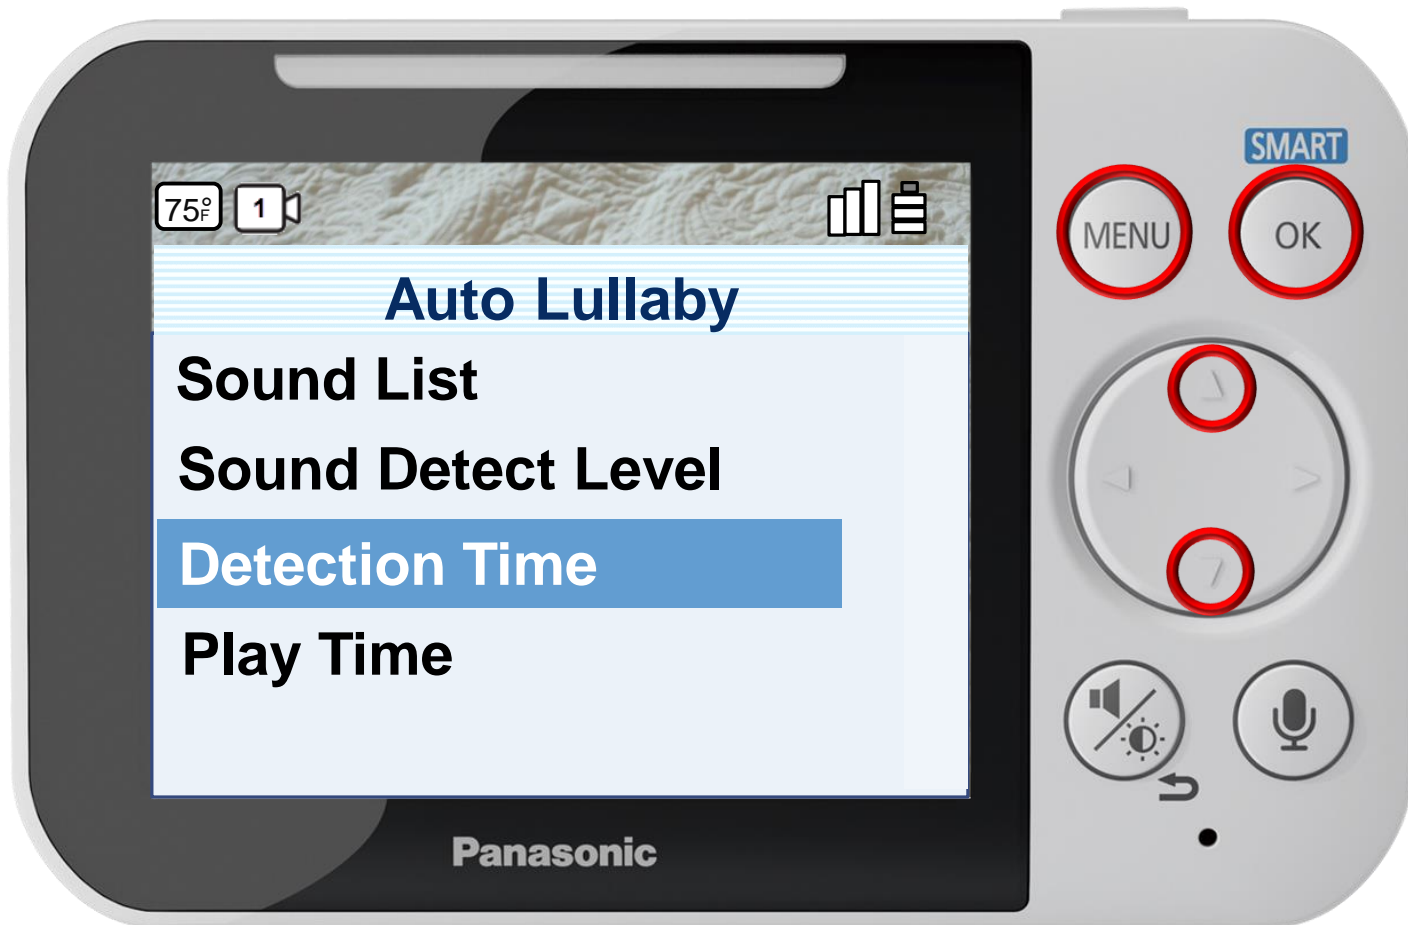 SMART
75°F 1
MENU OK
Auto Lullaby
Sound List
Sound Detect Level
Detection Time
Play Time
Panasonic